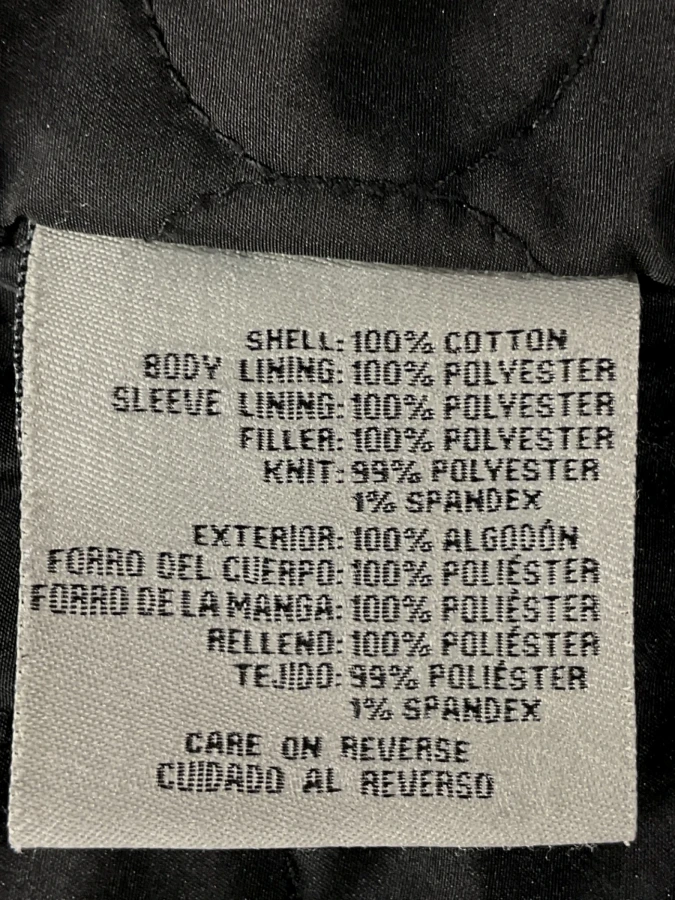 SHELL: 100% COTTON
BODY LINING: 100% POLYESTER
SLEEVE LINING: 100% POLYESTER
FILLER: 100% POLYESTER
KNIT: 99% POLYESTER
1% SPANDEX
EXTERIOR: 100% ALGODÓN
FORRO DEL CUERPO: 100% POLIÉSTER
FORRO DE LA MANGA: 100% POLIÉSTER
RELLENO: 100% POLIÉSTER
TEJIDO: 99% POLIÉSTER
1% SPANDEX
CARE ON REVERSE
CUIDADO AL REVERSO